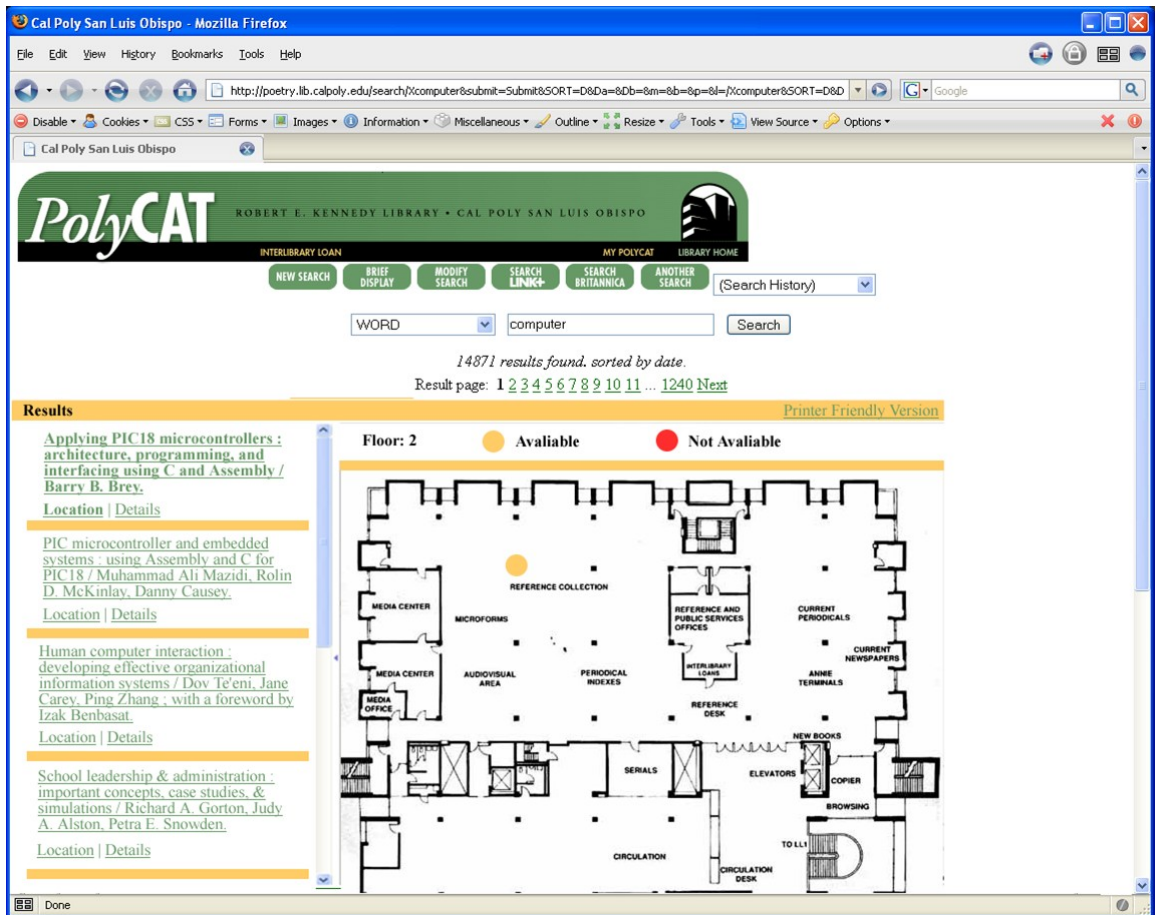 Cal Poly San Luis Obispo - Mozilla Firefox
File Edit View History Bookmarks Tools Help
http://poetry.lib.calpoly.edu/search/Xcomputer&submit=Submit&SORT=D&Da=&Db=&m=&b=&p=&l=/Xcomputer&SORT=D&D
G Google
Disable Cookies CSS Forms Images Information Miscellaneous Outline Resize Tools View Source Options
Cal Poly San Luis Obispo
PolyCAT
ROBERT E. KENNEDY LIBRARY • CAL POLY SAN LUIS OBISPO
INTERLIBRARY LOAN MY POLYCAT LIBRARY HOME
NEW SEARCH
BRIEF DISPLAY
MODIFY SEARCH
SEARCH LINK+
SEARCH BRITANNICA
ANOTHER SEARCH
(Search History)
WORD computer Search
14871 results found. sorted by date.
Result page: 1 2 3 4 5 6 7 8 9 10 11 ... 1240 Next
Results Printer Friendly Version
Applying PIC18 microcontrollers :
architecture, programming, and
interfacing using C and Assembly /
Barry B. Brey.
Location | Details
PIC microcontroller and embedded
systems : using Assembly and C for
PIC18 / Muhammad Ali Mazidi, Rolin
D. McKinlay, Danny Causey.
Location | Details
Human computer interaction :
developing effective organizational
information systems / Dov Te'eni, Jane
Carey, Ping Zhang ; with a foreword by
Izak Benbasat.
Location | Details
School leadership & administration :
important concepts, case studies, &
simulations / Richard A. Gorton, Judy
A. Alston, Petra E. Snowden.
Location | Details
Floor: 2 Avaliable Not Avaliable
REFERENCE COLLECTION
MEDIA CENTER
MICROFORMS
REFERENCE AND
PUBLIC SERVICES
OFFICES
CURRENT
PERIODICALS
CURRENT
NEWSPAPERS
INTERLIBRARY
LOANS
MEDIA CENTER
AUDIOVISUAL
AREA
PERIODICAL
INDEXES
ANNIE
TERMINALS
MEDIA
OFFICE
REFERENCE
DESK
NEW BOOKS
SERIALS
ELEVATORS
COPIER
BROWSING
TO LL1
CIRCULATION
CIRCULATION
DESK
Done